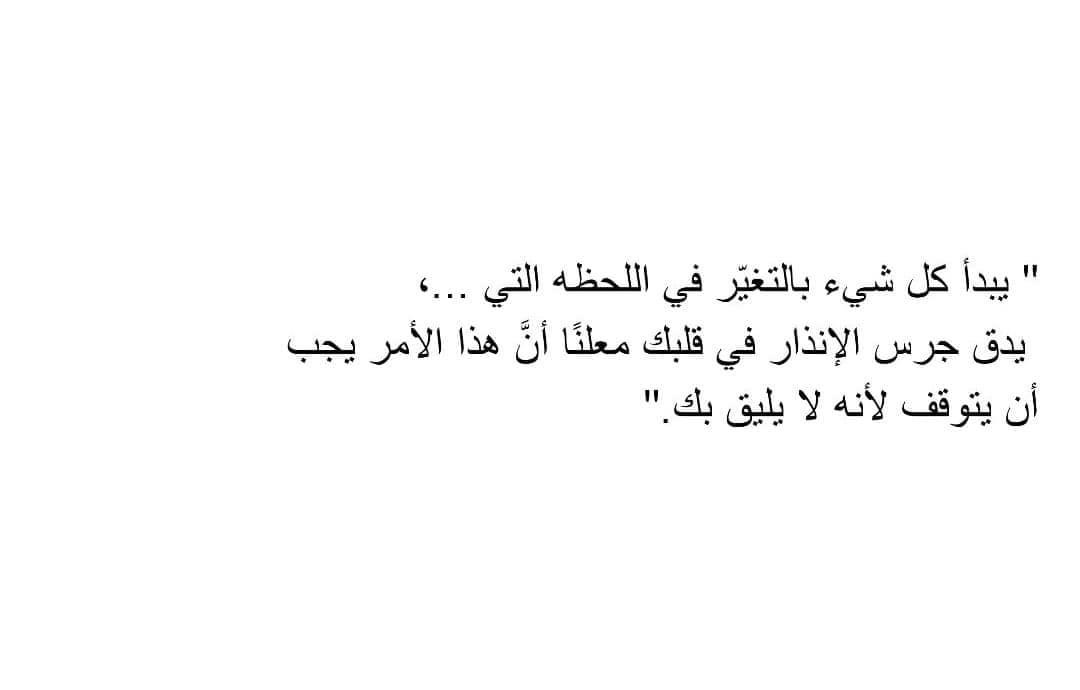 " يبدأ كل شيء بالتغيّر في اللحظه التي ...،
يدق جرس الإنذار في قلبك معلنًا أنَّ هذا الأمر يجب
أن يتوقف لأنه لا يليق بك."